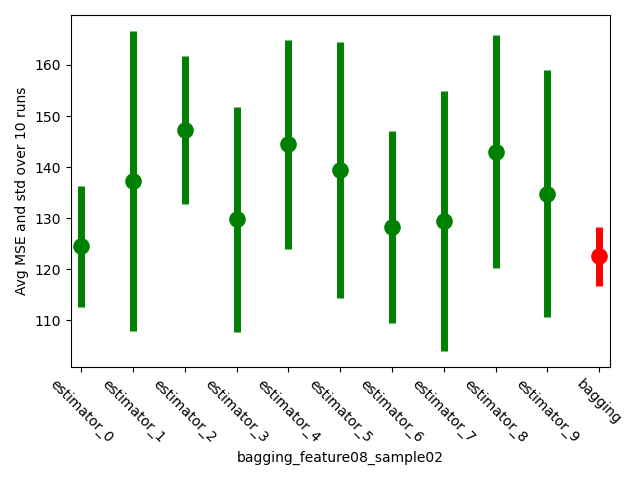 Avg MSE and std over 10 runs
160
150
140
130
120
110
estimator_0
estimator_1
estimator_2
estimator_3
estimator_4
estimator_5
estimator_6
estimator_7
estimator_8
estimator_9
bagging
bagging_feature08_sample02